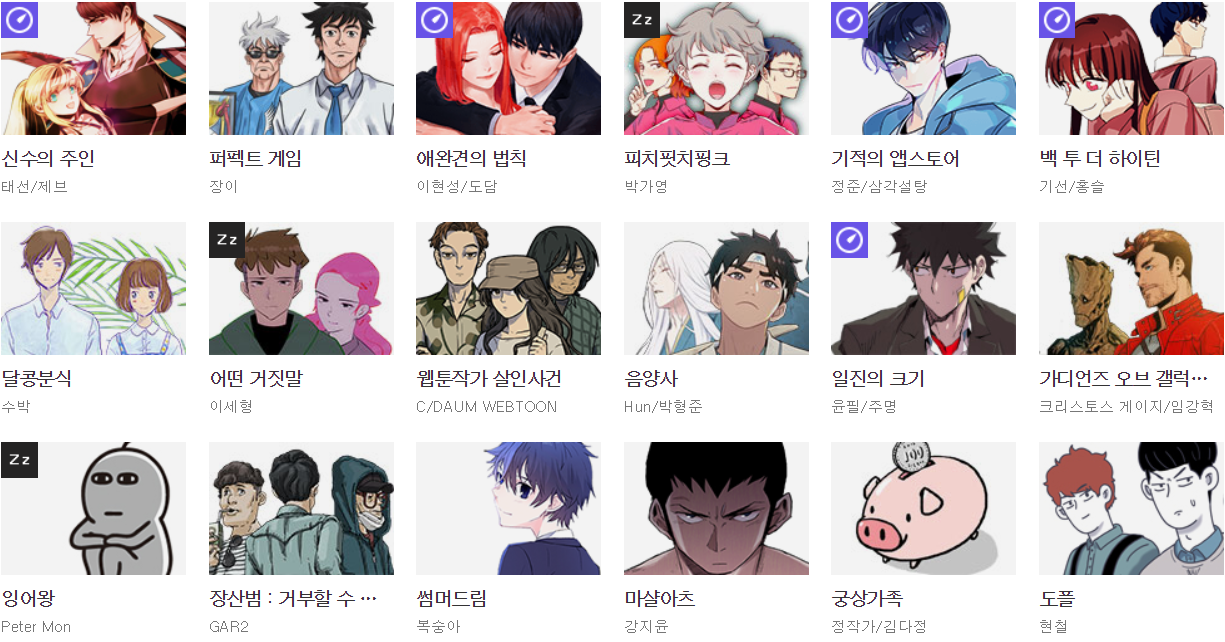 Zz
신수의 주인
퍼펙트 게임
애완견의 법칙
피치핏치핑크
기적의 앱스토어
백 투 더 하이틴
태선/제브
장이
이현성/도담
박가영
정준/삼각설탕
기선/홍슬
Zz
달콩분식
어떤 거짓말
웹툰작가 살인사건
음양사
일진의 크기
가디언즈 오브 갤럭…
수박
이세형
C/DAUM WEBTOON
Hun/박형준
윤필/주명
크리스토스 게이지/임강혁
Zz
100
잉어왕
장산범 : 거부할 수 …
썸머드림
마샬아츠
궁상가족
도플
Peter Mon
GAR2
복숭아
강지윤
정작가/김다정
현철